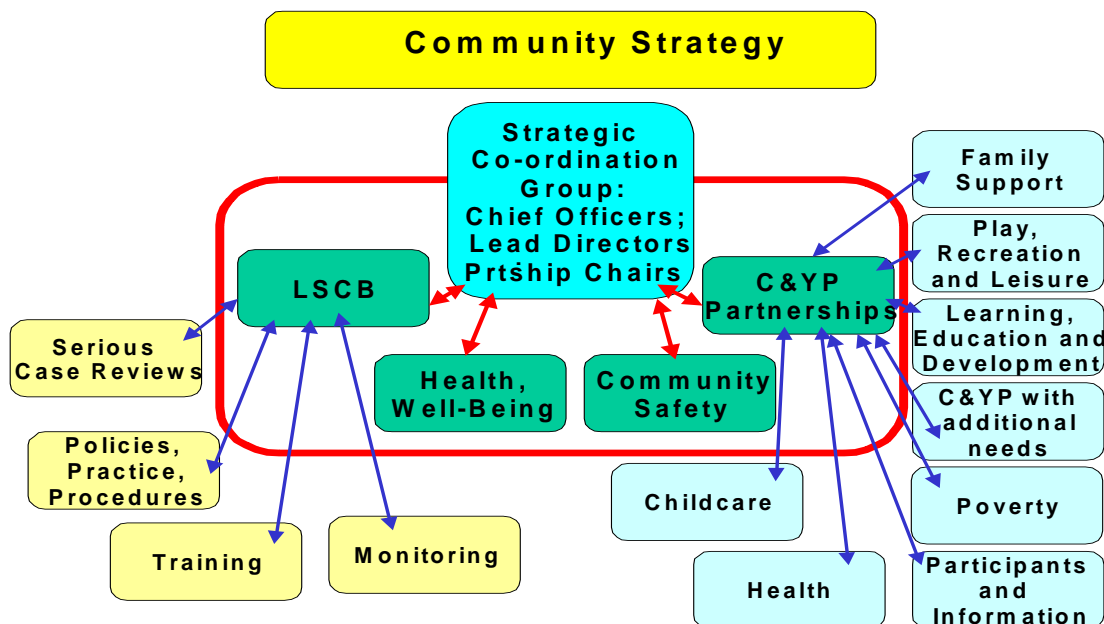 Community Strategy
Strategic
Co-ordination
Group:
Chief Officers;
Lead Directors
Prtship Chairs
LSCB
Health,
Well-Being
Community
Safety
C&YP
Partnerships
Serious
Case Reviews
Policies,
Practice,
Procedures
Training
Monitoring
Family
Support
Play,
Recreation
and Leisure
Learning,
Education and
Development
C&YP with
additional
needs
Poverty
Participants
and
Information
Childcare
Health